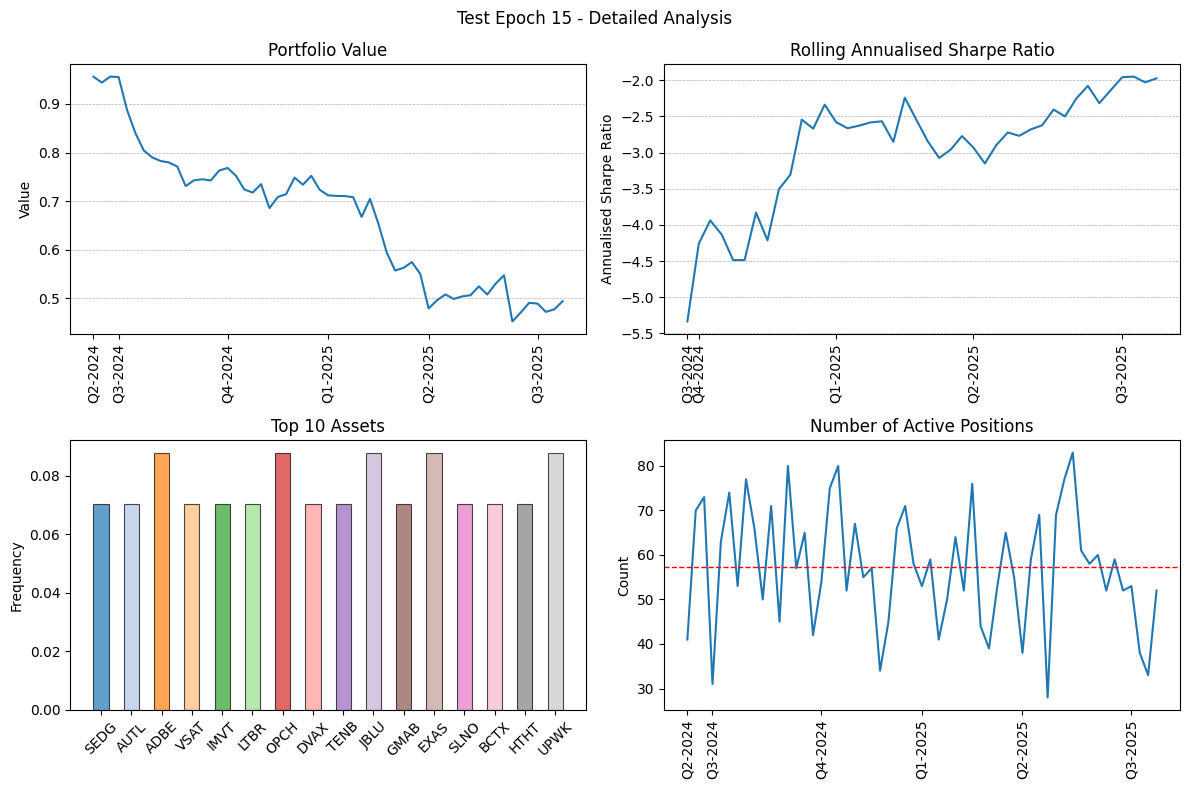 Test Epoch 15 - Detailed Analysis
Portfolio Value
Value
0.9
0.8
0.7
0.6
0.5
Q2-2024
Q3-2024
Q4-2024
Q1-2025
Q2-2025
Q3-2025
Rolling Annualised Sharpe Ratio
Annualised Sharpe Ratio
−2.0
−2.5
−3.0
−3.5
−4.0
−4.5
−5.0
−5.5
Q3-2024
Q4-2024
Q1-2025
Q2-2025
Q3-2025
Top 10 Assets
Frequency
0.08
0.06
0.04
0.02
0.00
SEDG
AUTL
ADBE
VSAT
IMVT
LTBR
OPCH
DVAX
TENB
JBLU
GMAB
EXAS
SLNO
BCTX
HTHT
UPWK
Number of Active Positions
Count
80
70
60
50
40
30
Q2-2024
Q3-2024
Q4-2024
Q1-2025
Q2-2025
Q3-2025